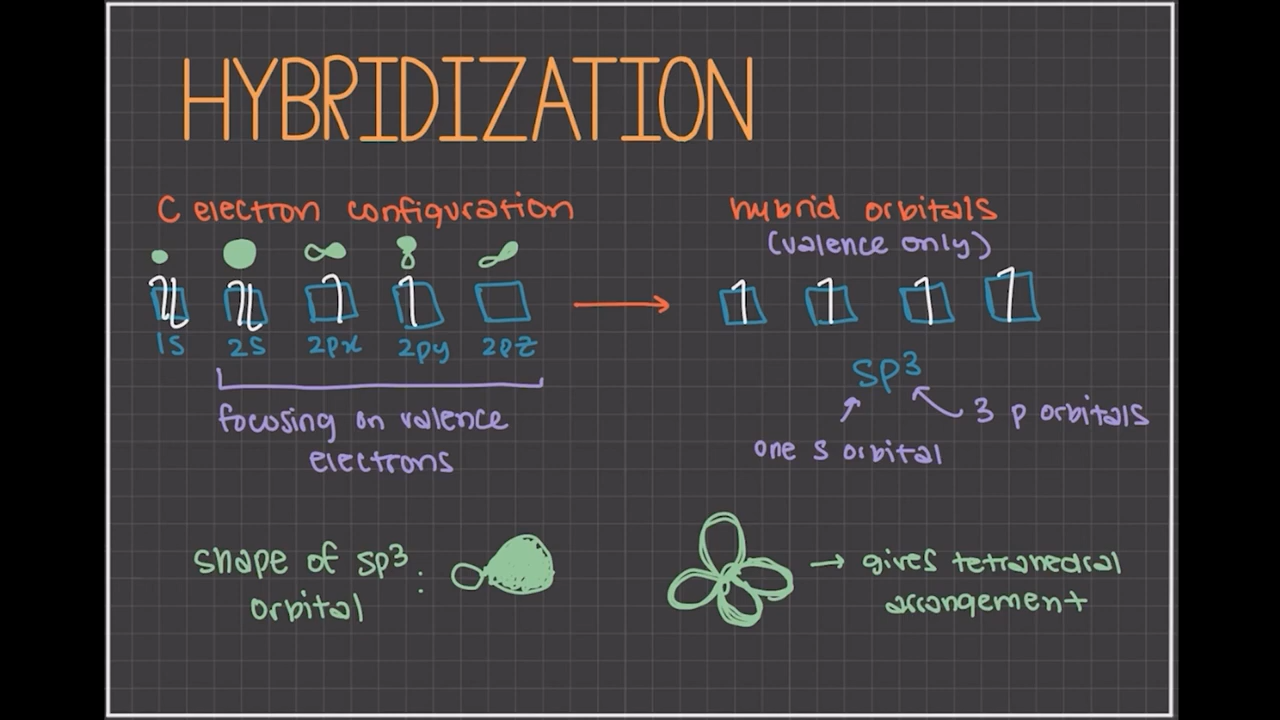 HYBRIDIZATION
C electron configuration
1s 2s 2px 2py 2pz
focusing on valence
electrons
hybrid orbitals
(valence only)
sp³
3 p orbitals
one s orbital
shape of sp³ :
orbital
→ gives tetrahedral
arrangement